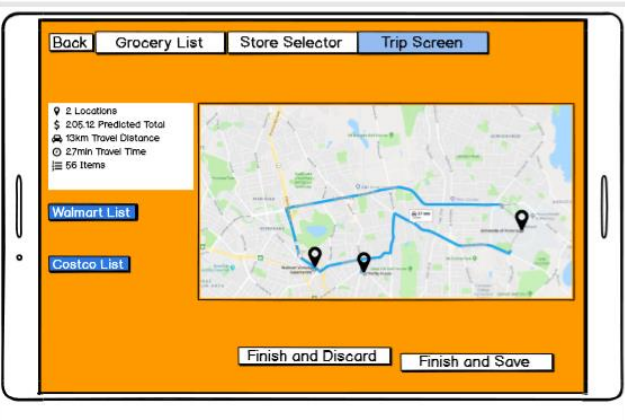 Back
Grocery List
Store Selector
Trip Screen
2 Locations
$ 205.12 Predicted Total
13km Travel Distance
27min Travel Time
56 Items
Walmart List
Costco List
Finish and Discard
Finish and Save